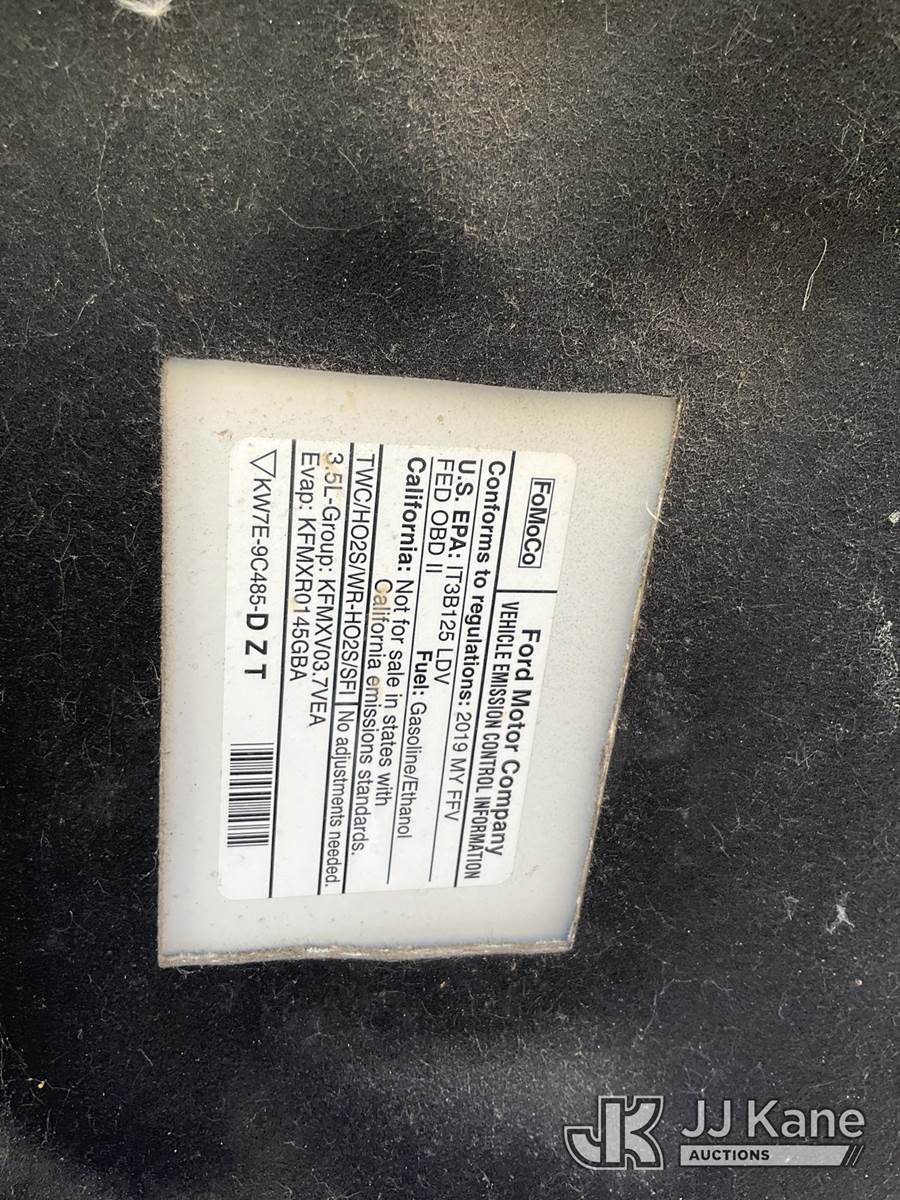 FoMoCo
Ford Motor Company
VEHICLE EMISSION CONTROL INFORMATION
Conforms to regulations: 2019 MY FFV
U.S. EPA: IT3B125 LDV
FED OBD II Fuel: Gasoline/Ethanol
California: Not for sale in states with
California emissions standards.
TWC/HO2S/WR-HO2S/SFI No adjustments needed.
3.5L-Group: KFMXV03.7VEA
Evap: KFMXR0145GBA
▽KW7E-9C485-D Z T
JK JJ Kane
AUCTIONS